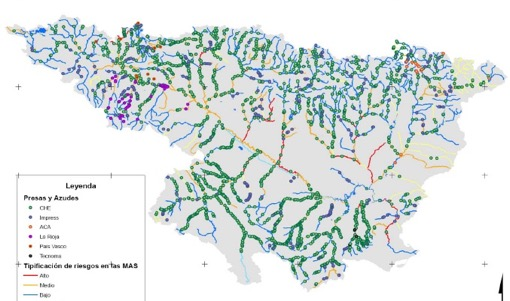 Leyenda
Presas y Azudes
CHE
Impress
ACA
La Rioja
Pais Vasco
Tecnoma
Tipificación de riesgos en las MAS
Alto
Medio
Bajo